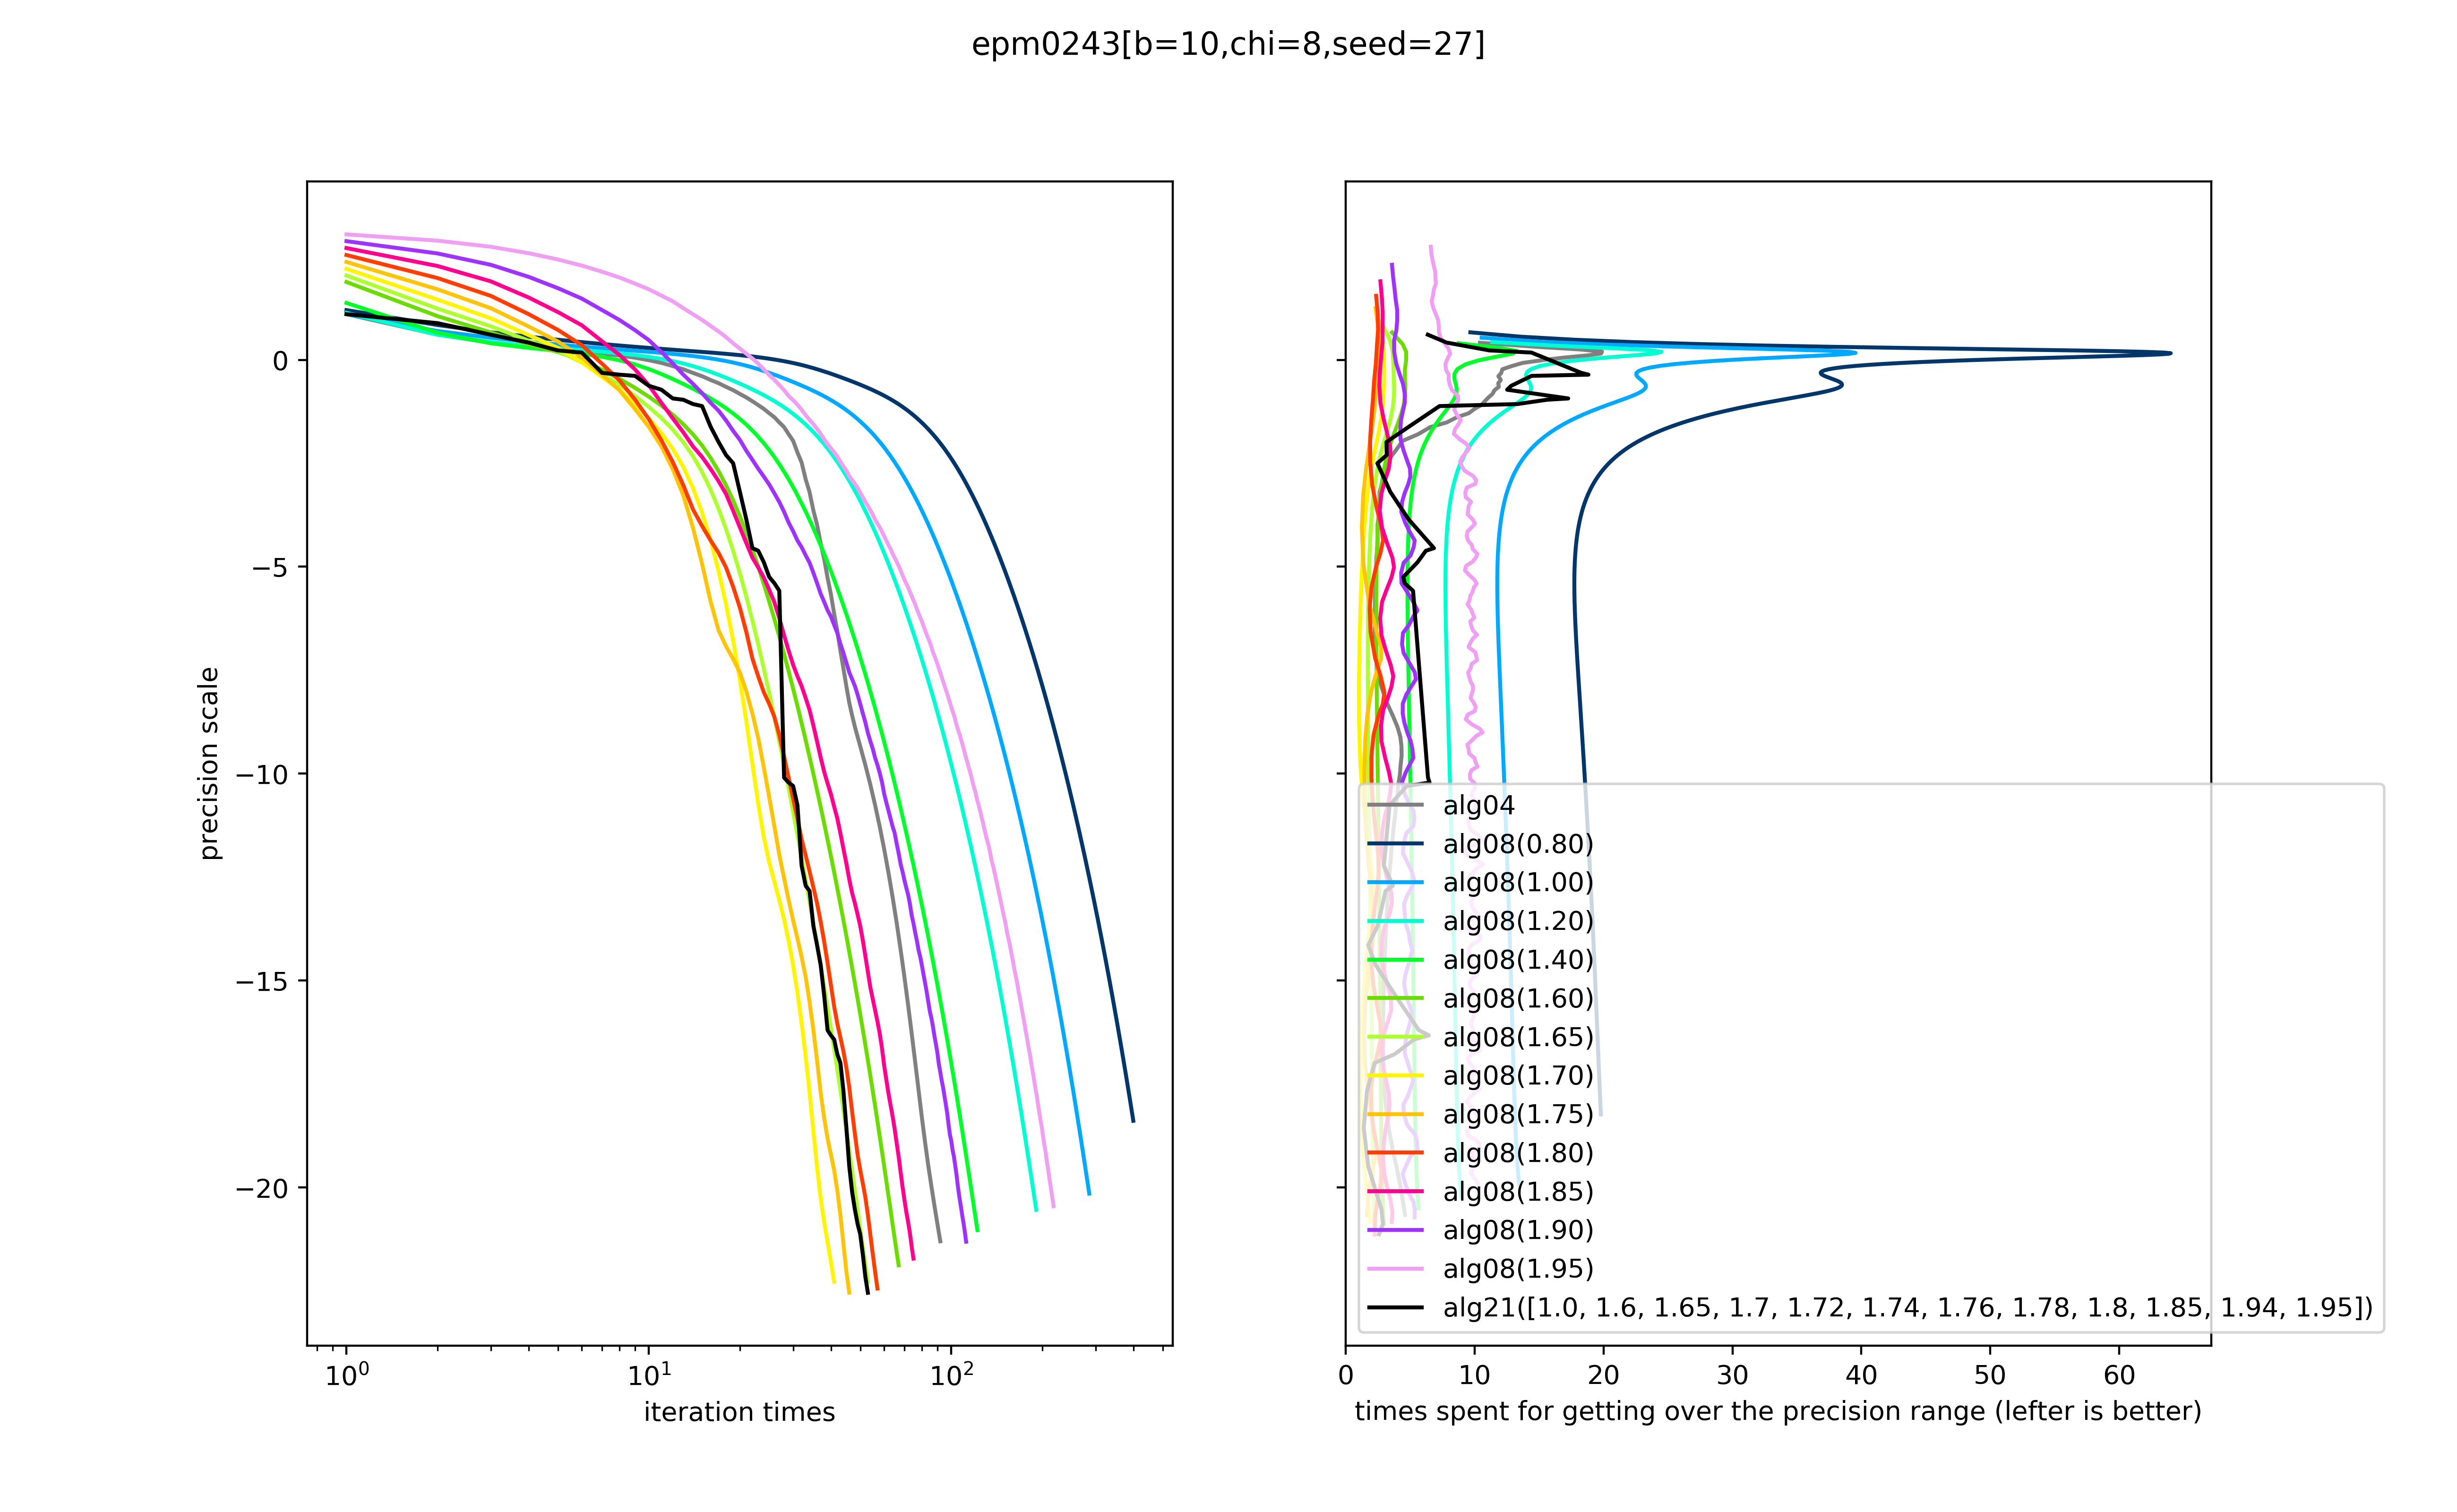 epm0243[b=10,chi=8,seed=27]
precision scale
0
−5
−10
−15
−20
10⁰ 10¹ 10²
iteration times
alg04
alg08(0.80)
alg08(1.00)
alg08(1.20)
alg08(1.40)
alg08(1.60)
alg08(1.65)
alg08(1.70)
alg08(1.75)
alg08(1.80)
alg08(1.85)
alg08(1.90)
alg08(1.95)
alg21([1.0, 1.6, 1.65, 1.7, 1.72, 1.74, 1.76, 1.78, 1.8, 1.85, 1.94, 1.95])
0 10 20 30 40 50 60
times spent for getting over the precision range (lefter is better)